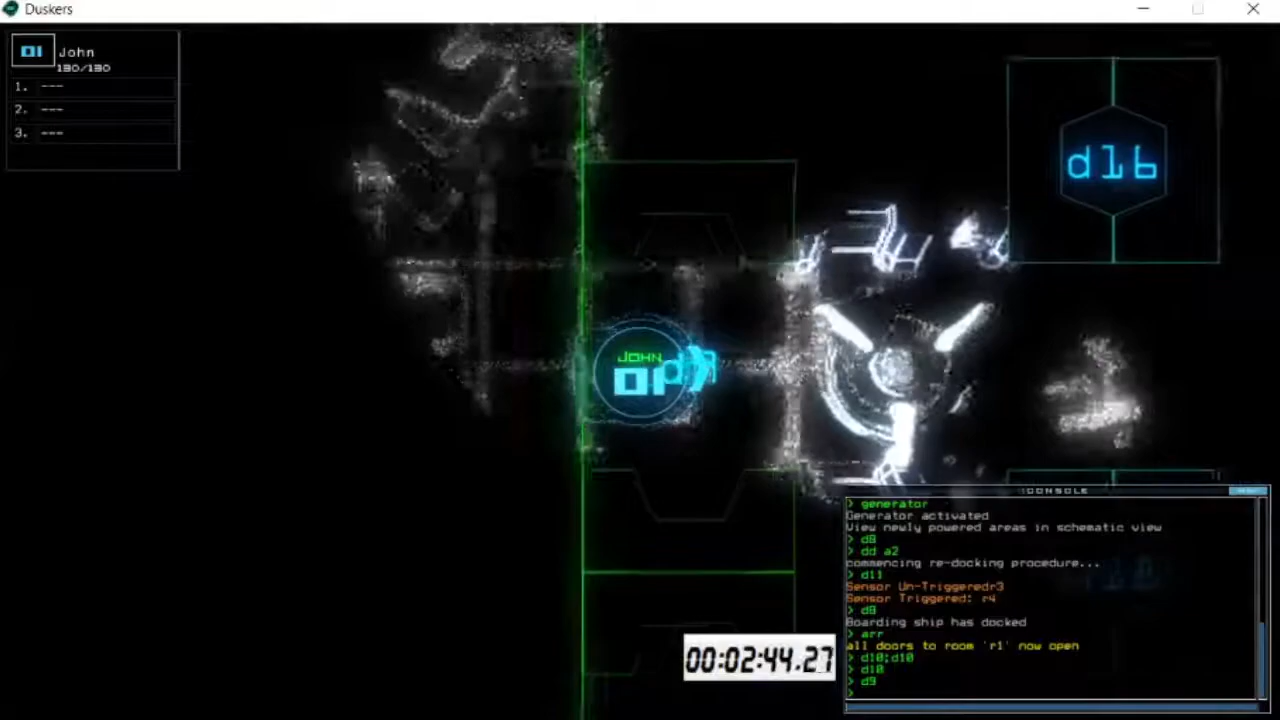 Duskers
01 John
130/130
1. ---
2. ---
3. ---
d16
JOHN
01
CONSOLE
> generator
Generator activated
View newly powered areas in schematic view
> d8
> dd a2
commencing re-docking procedure...
> d11
Sensor Un-Triggeredr3
Sensor Triggered: r4
> d8
Boarding ship has docked
> arr
all doors to room 'r1' now open
> d10;d10
> d10
> d9
>
00:02:44.27